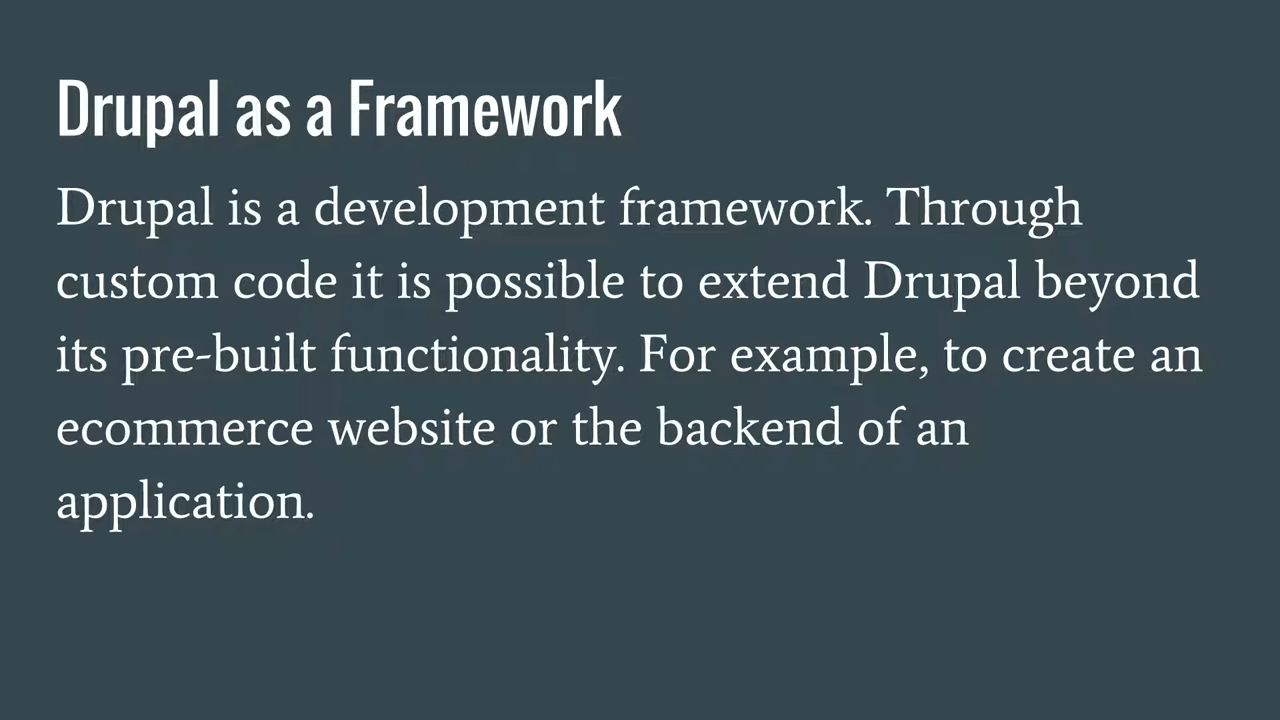 Drupal as a Framework
Drupal is a development framework. Through
custom code it is possible to extend Drupal beyond
its pre-built functionality. For example, to create an
ecommerce website or the backend of an
application.